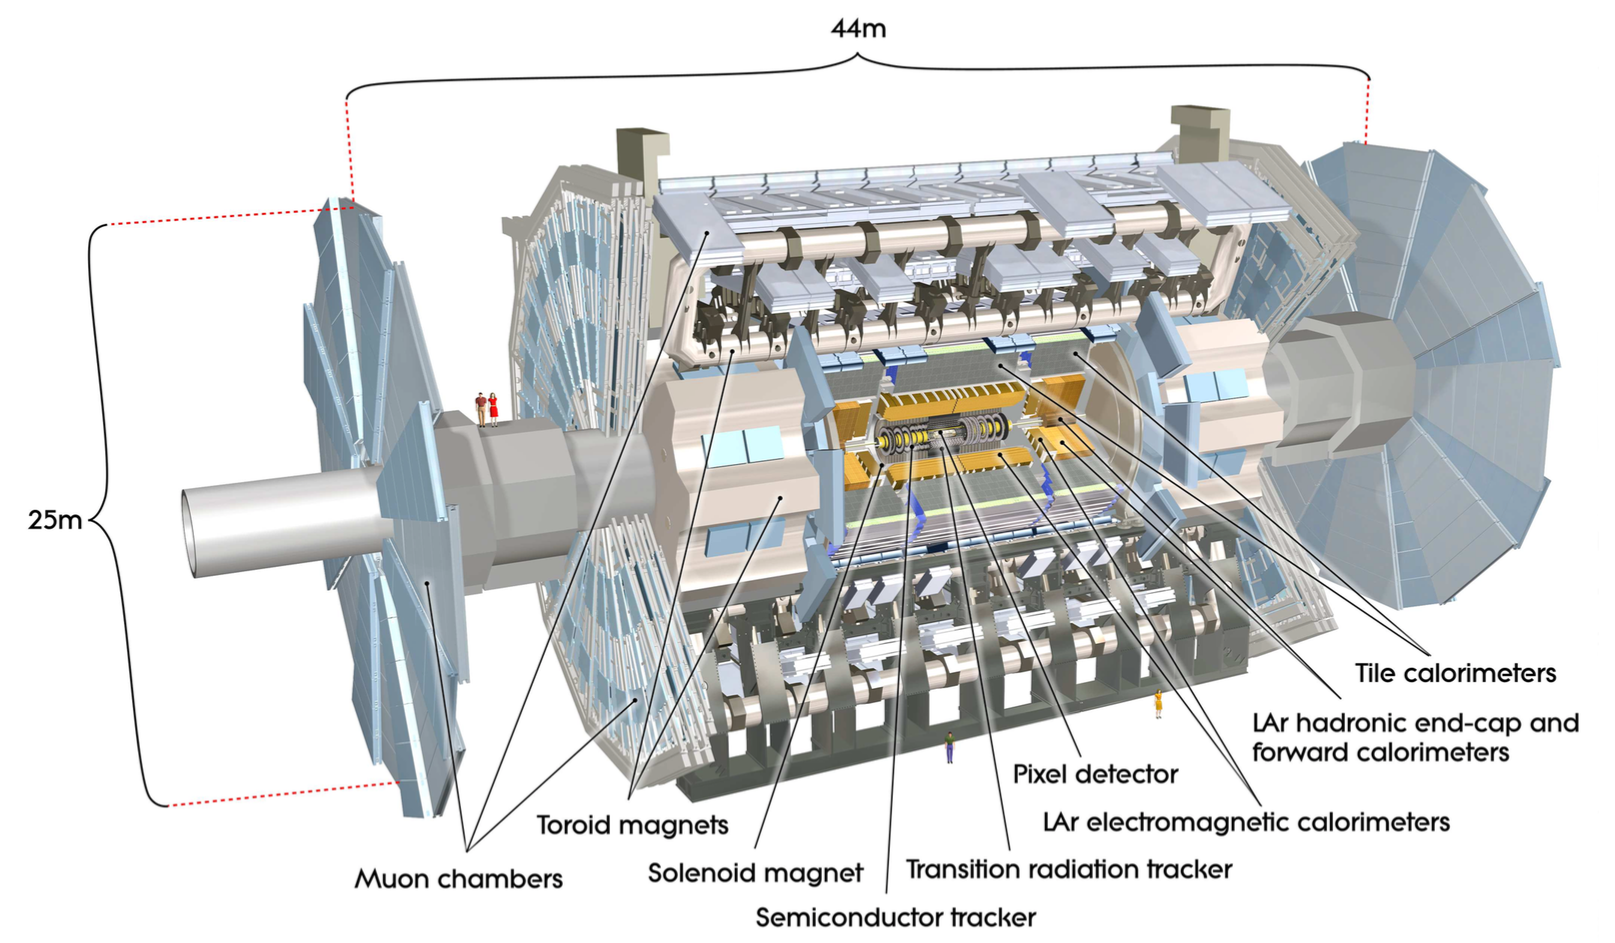 44m
25m
Tile calorimeters
LAr hadronic end-cap and
forward calorimeters
Pixel detector
LAr electromagnetic calorimeters
Toroid magnets
Solenoid magnet
Transition radiation tracker
Muon chambers
Semiconductor tracker